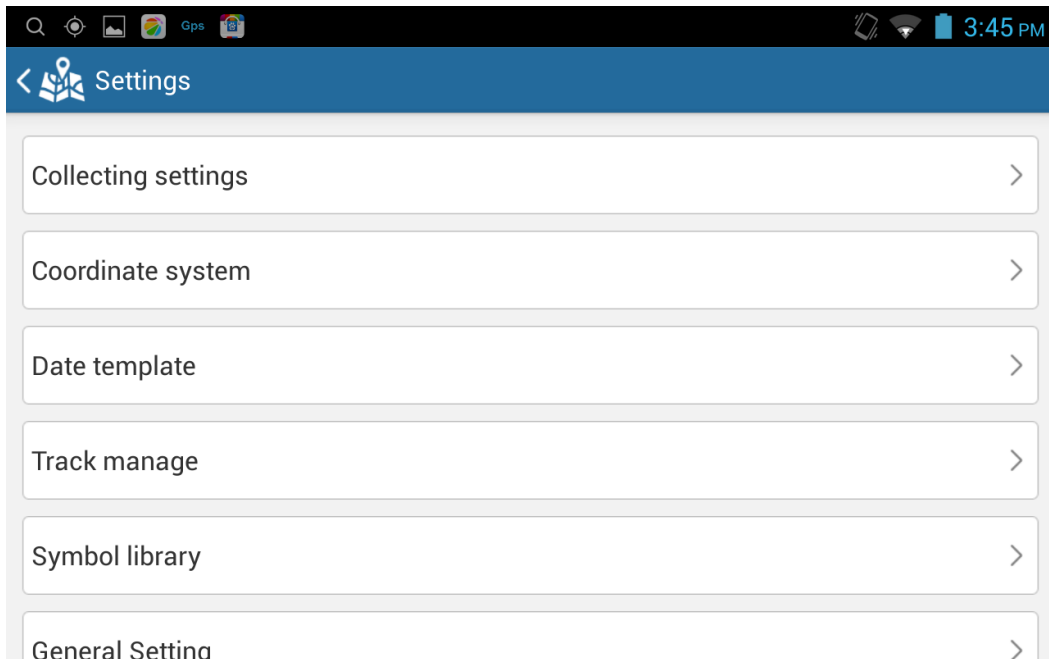 Gps
3:45 PM
Settings
Collecting settings
Coordinate system
Date template
Track manage
Symbol library
General Setting